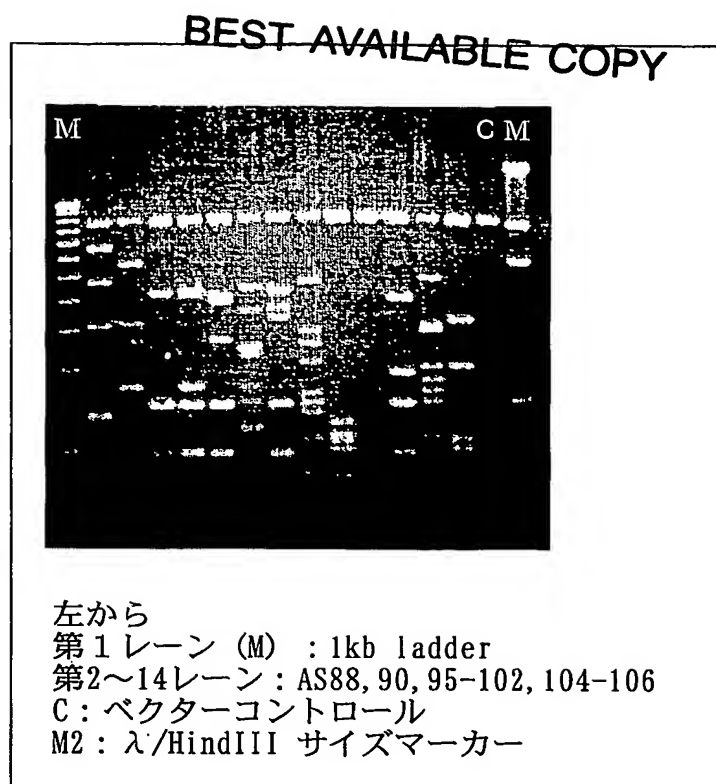 BEST AVAILABLE COPY
M C M
左から
第１レーン (M) : 1kb ladder
第2～14レーン : AS88, 90, 95-102, 104-106
C : ベクターコントロール
M2 : λ/HindIII サイズマーカー